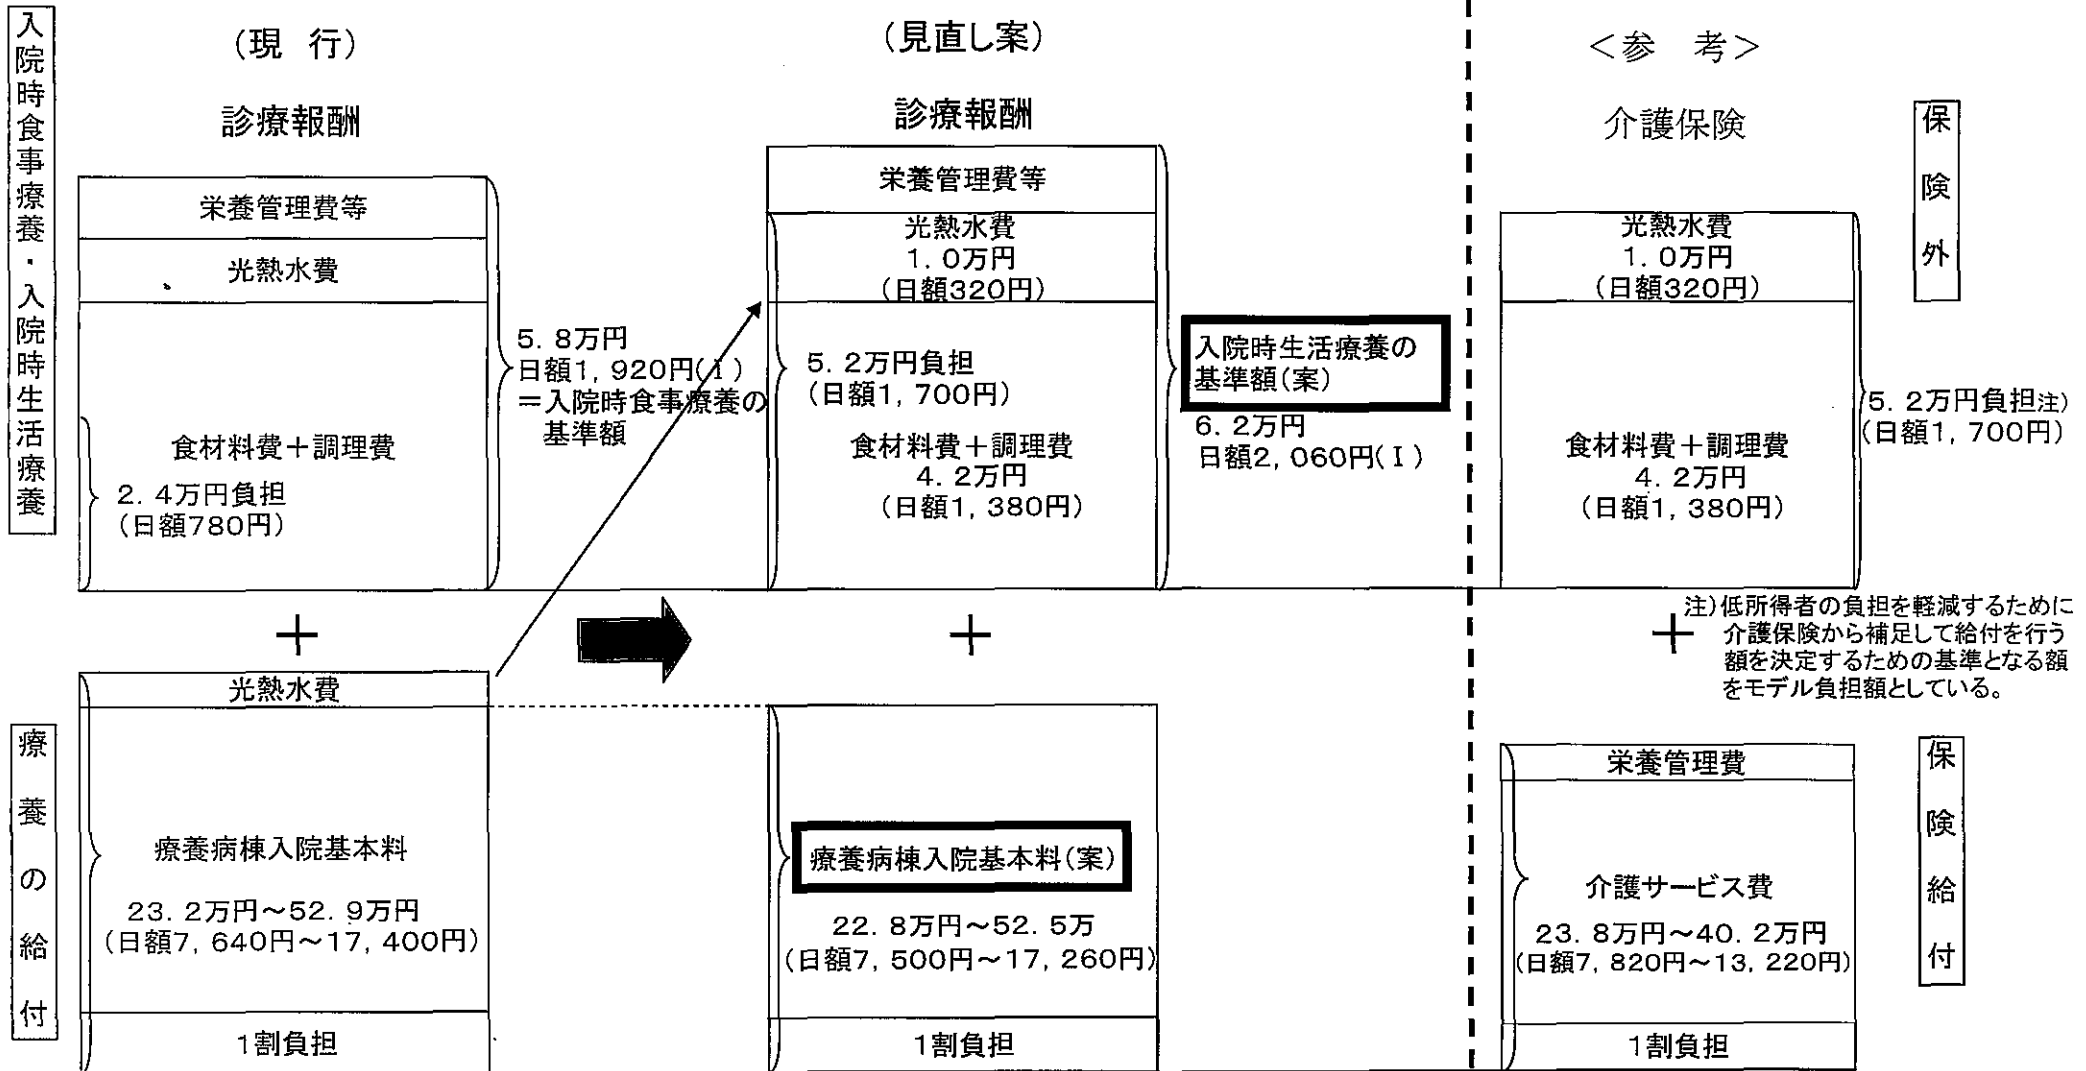 入院時食事療養・入院時生活療養
(現 行)
診療報酬
栄養管理費等
光熱水費
食材料費+調理費
2.4万円負担
(日額780円)
5.8万円
日額1,920円(Ⅰ)
=入院時食事療養の
基準額
+
療養の給付
光熱水費
療養病棟入院基本料
23.2万円~52.9万円
(日額7,640円~17,400円)
1割負担
(見直し案)
診療報酬
栄養管理費等
光熱水費
1.0万円
(日額320円)
5.2万円負担
(日額1,700円)
食材料費+調理費
4.2万円
(日額1,380円)
入院時生活療養の
基準額(案)
6.2万円
日額2,060円(Ⅰ)
+
療養病棟入院基本料(案)
22.8万円~52.5万
(日額7,500円~17,260円)
1割負担
<参 考>
介護保険
保険外
光熱水費
1.0万円
(日額320円)
食材料費+調理費
4.2万円
(日額1,380円)
5.2万円負担注)
(日額1,700円)
+
注)低所得者の負担を軽減するために
介護保険から補足して給付を行う
額を決定するための基準となる額
をモデル負担額としている。
保険給付
栄養管理費
介護サービス費
23.8万円~40.2万円
(日額7,820円~13,220円)
1割負担